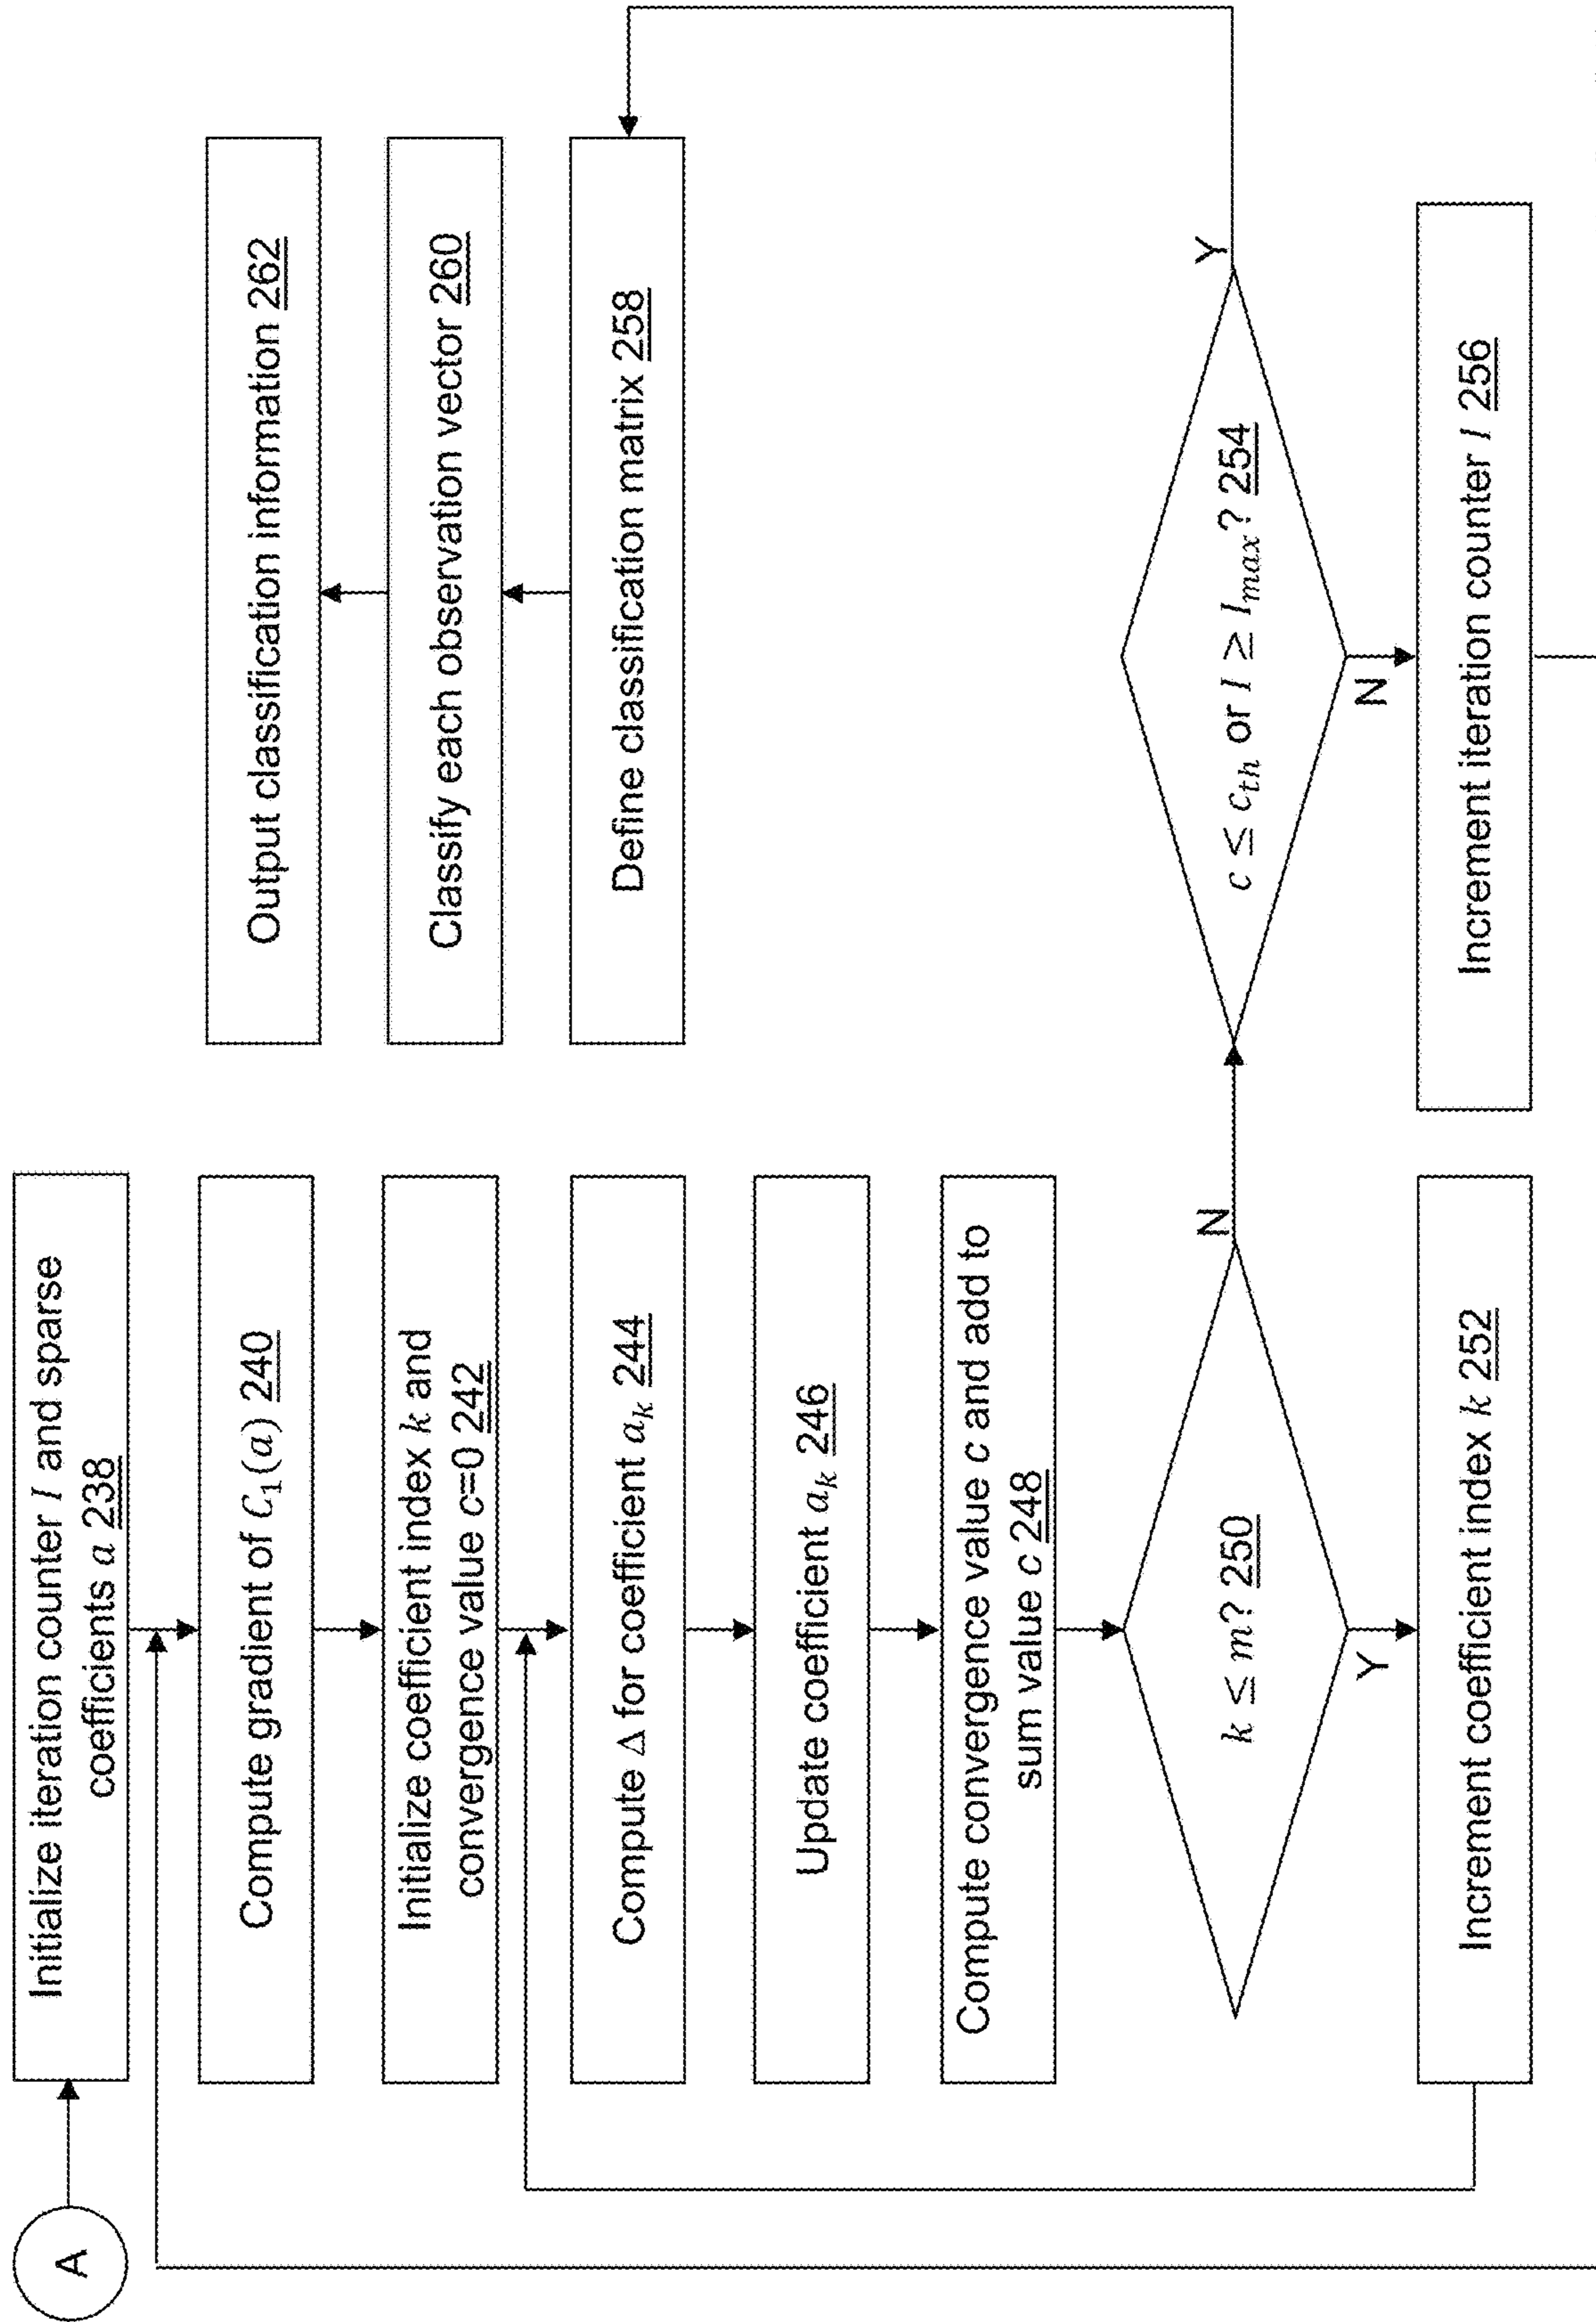 A
Initialize iteration counter I and sparse
coefficients a 238
Compute gradient of C₁(a) 240
Initialize coefficient index k and
convergence value c=0 242
Compute Δ for coefficient aₖ 244
Update coefficient aₖ 246
Compute convergence value c and add to
sum value c 248
k ≤ m? 250
Y
N
Increment coefficient index k 252
c ≤ c_th or I ≥ I_max? 254
Y
N
Increment iteration counter I 256
Define classification matrix 258
Classify each observation vector 260
Output classification information 262